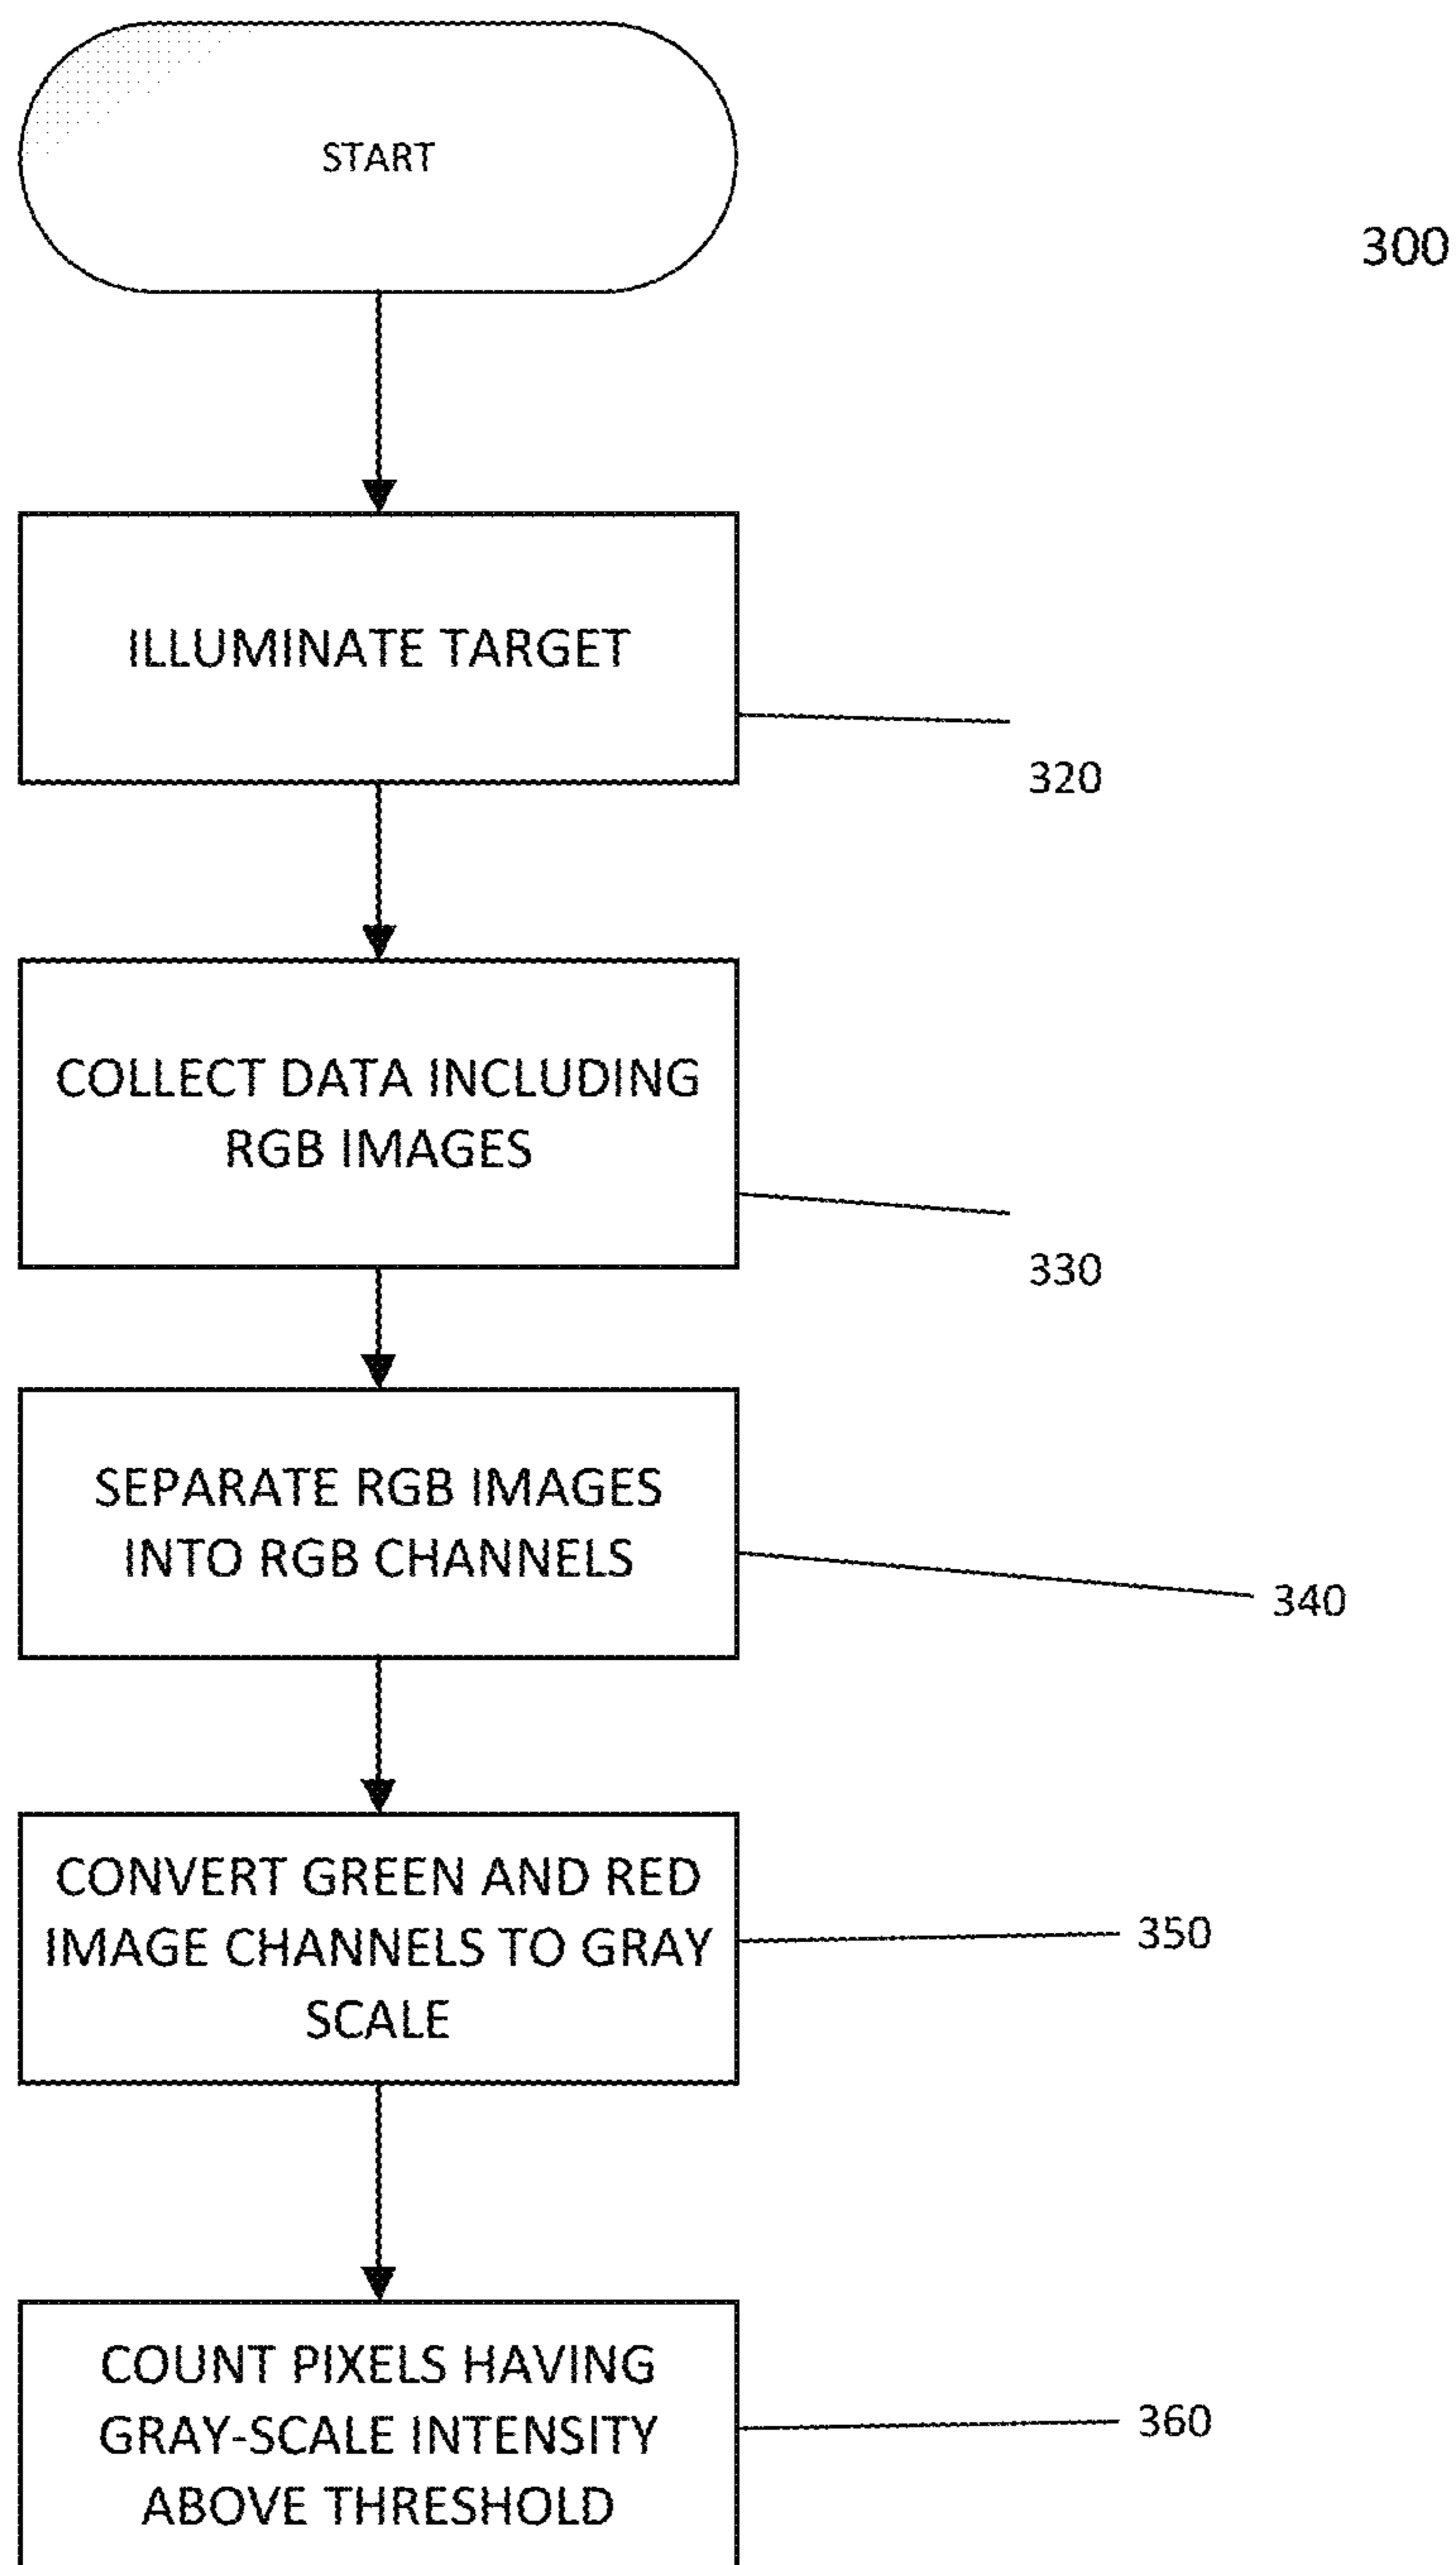 START
300
ILLUMINATE TARGET
320
COLLECT DATA INCLUDING
RGB IMAGES
330
SEPARATE RGB IMAGES
INTO RGB CHANNELS
340
CONVERT GREEN AND RED
IMAGE CHANNELS TO GRAY
SCALE
350
COUNT PIXELS HAVING
GRAY-SCALE INTENSITY
ABOVE THRESHOLD
360